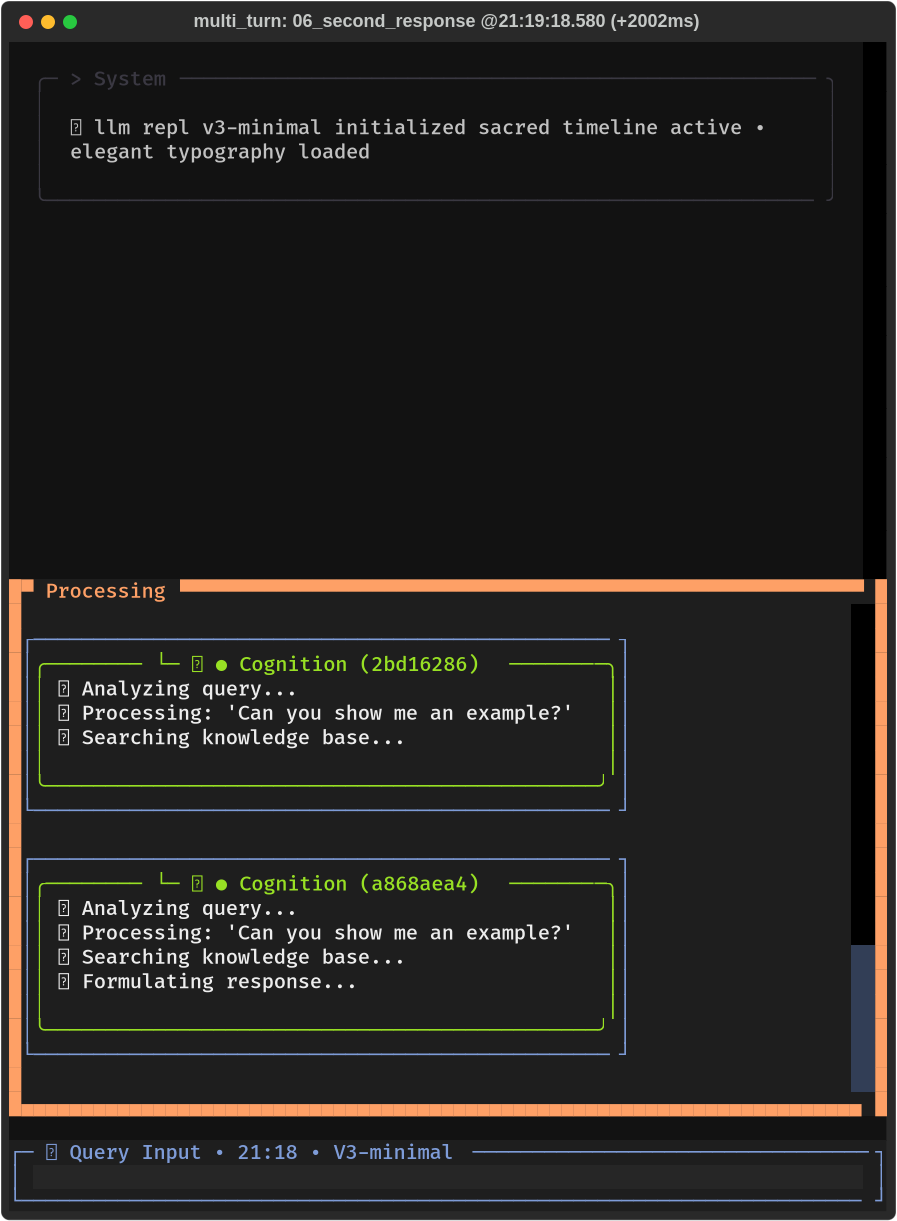 multi_turn: 06_second_response @21:19:18.580 (+2002ms)
> System
llm repl v3-minimal initialized sacred timeline active •
elegant typography loaded
Processing
● Cognition (2bd16286)
Analyzing query...
Processing: 'Can you show me an example?'
Searching knowledge base...
● Cognition (a868aea4)
Analyzing query...
Processing: 'Can you show me an example?'
Searching knowledge base...
Formulating response...
Query Input • 21:18 • V3-minimal